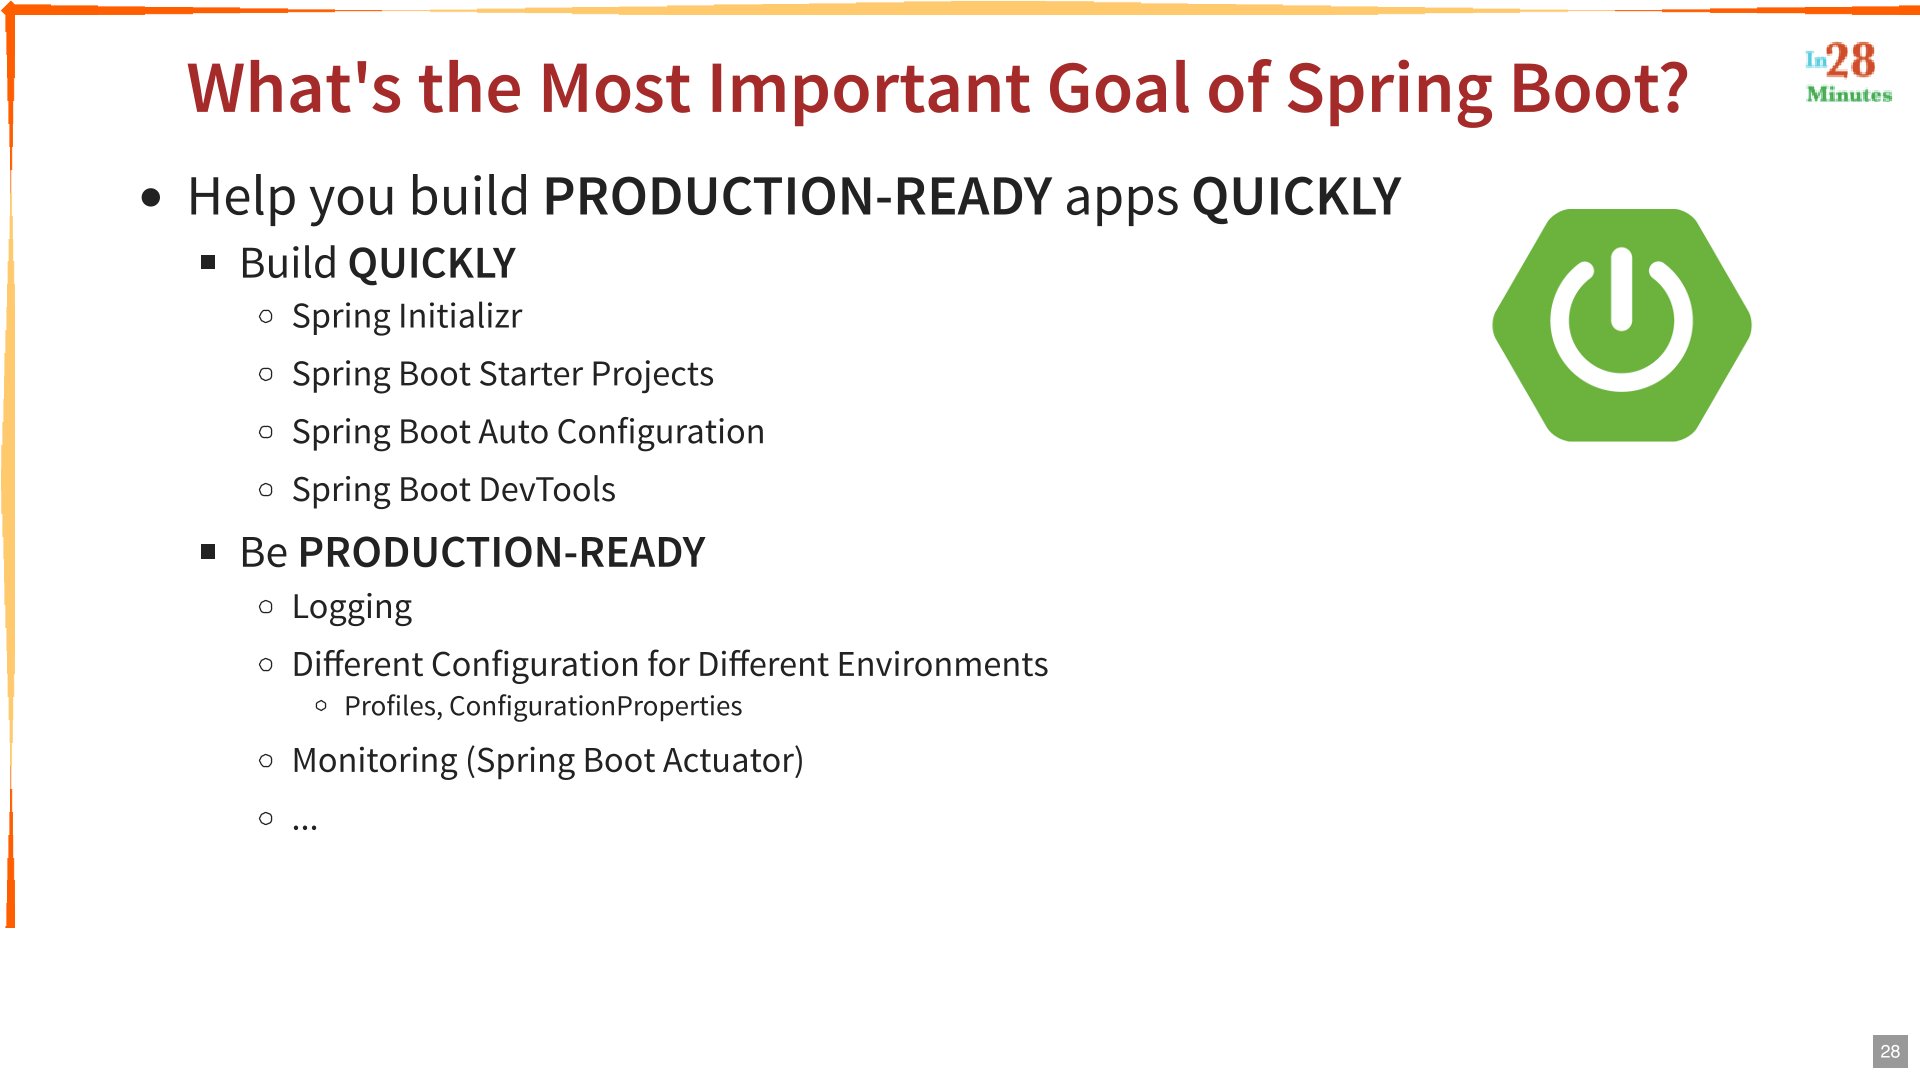 What's the Most Important Goal of Spring Boot?
In28
Minutes
Help you build PRODUCTION-READY apps QUICKLY
Build QUICKLY
Spring Initializr
Spring Boot Starter Projects
Spring Boot Auto Configuration
Spring Boot DevTools
Be PRODUCTION-READY
Logging
Different Configuration for Different Environments
Profiles, ConfigurationProperties
Monitoring (Spring Boot Actuator)
...
28